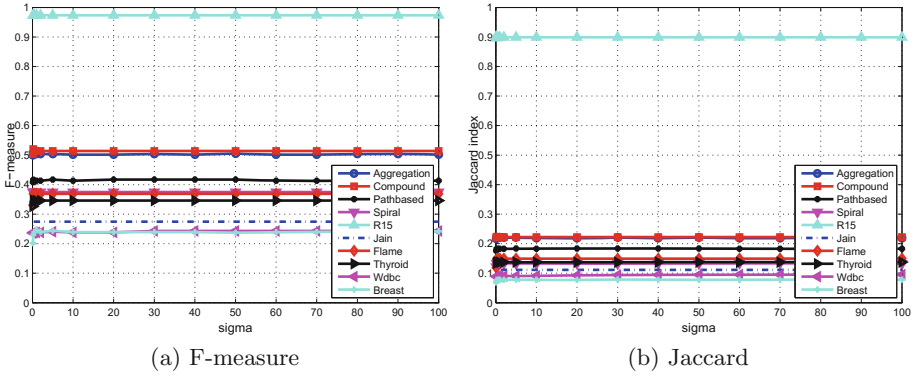 1
0.9
0.8
0.7
0.6
0.5
0.4
0.3
0.2
0.1
0
F-measure
0 10 20 30 40 50 60 70 80 90 100
sigma
Aggregation
Compound
Pathbased
Spiral
R15
Jain
Flame
Thyroid
Wdbc
Breast
(a) F-measure
1
0.9
0.8
0.7
0.6
0.5
0.4
0.3
0.2
0.1
0
Jaccard index
0 10 20 30 40 50 60 70 80 90 100
sigma
Aggregation
Compound
Pathbased
Spiral
R15
Jain
Flame
Thyroid
Wdbc
Breast
(b) Jaccard